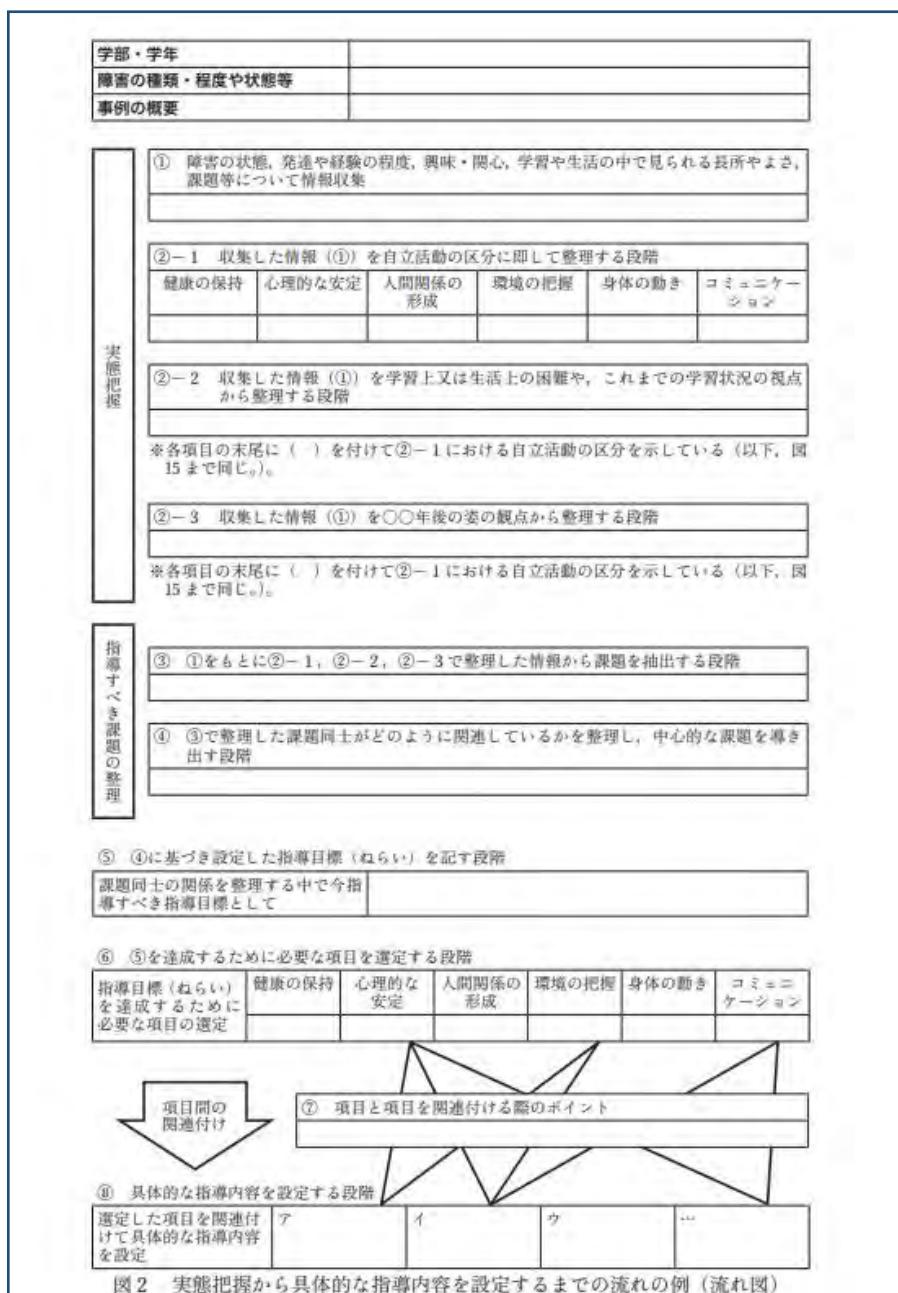 学部・学年
障害の種類・程度や状態等
事例の概要
実態把握
① 障害の状態，発達や経験の程度，興味・関心，学習や生活の中で見られる長所やよさ，
課題等について情報収集
②－1 収集した情報（①）を自立活動の区分に即して整理する段階
健康の保持
心理的な安定
人間関係の
形成
環境の把握
身体の動き
コミュニケー
ション
②－2 収集した情報（①）を学習上又は生活上の困難や，これまでの学習状況の視点
から整理する段階
※各項目の末尾に（ ）を付けて②－1における自立活動の区分を示している（以下，図
15まで同じ。）。
②－3 収集した情報（①）を〇〇年後の姿の観点から整理する段階
※各項目の末尾に（ ）を付けて②－1における自立活動の区分を示している（以下，図
15まで同じ。）。
指導すべき課題の整理
③ ①をもとに②－1，②－2，②－3で整理した情報から課題を抽出する段階
④ ③で整理した課題同士がどのように関連しているかを整理し，中心的な課題を導き
出す段階
⑤ ④に基づき設定した指導目標（ねらい）を記す段階
課題同士の関係を整理する中で今指
導すべき指導目標として
⑥ ⑤を達成するために必要な項目を選定する段階
指導目標（ねらい）
を達成するために
必要な項目の選定
健康の保持
心理的な
安定
人間関係の
形成
環境の把握
身体の動き
コミュニ
ケーション
項目間の
関連付け
⑦ 項目と項目を関連付ける際のポイント
⑧ 具体的な指導内容を設定する段階
選定した項目を関連付
けて具体的な指導内容
を設定
ア
イ
ウ
…
図2 実態把握から具体的な指導内容を設定するまでの流れの例（流れ図）